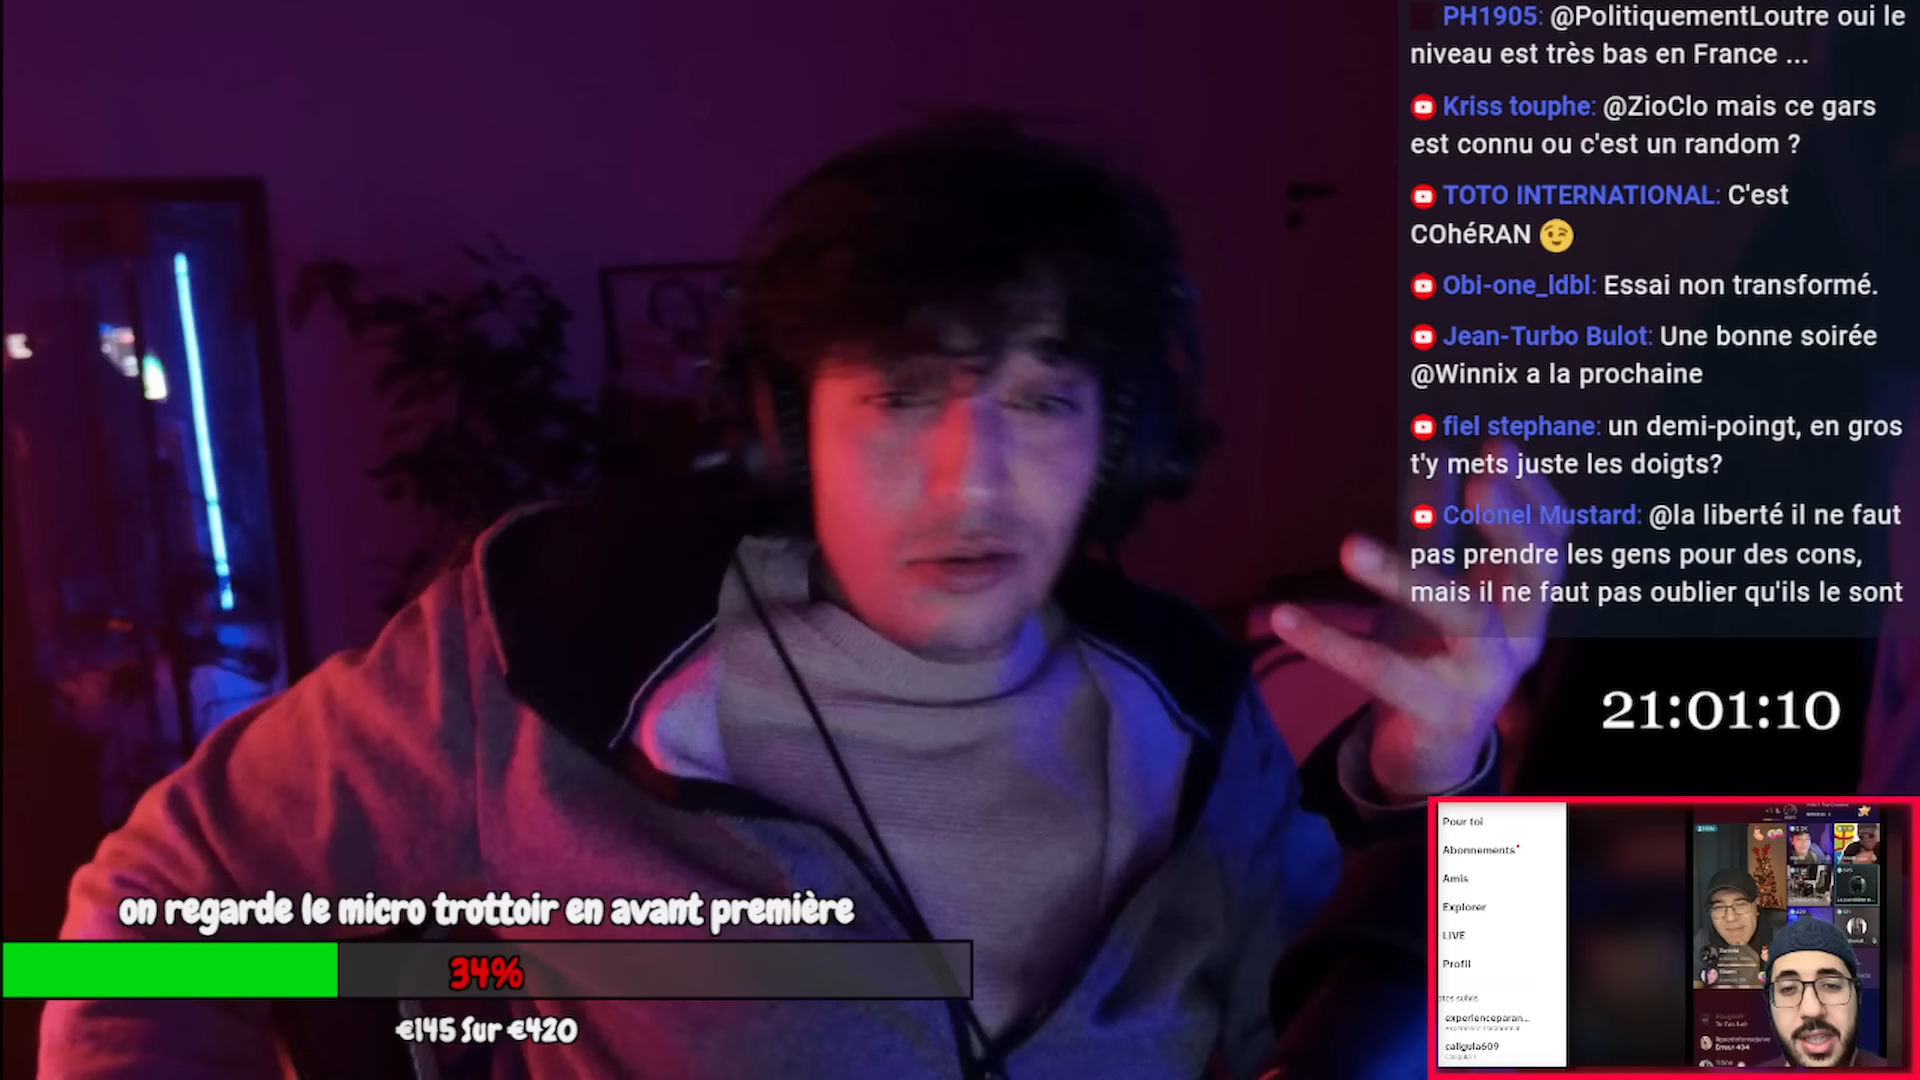 PH1905: @PolitiquementLoutre oui le
niveau est très bas en France ...
Kriss touphe: @ZioClo mais ce gars
est connu ou c'est un random ?
TOTO INTERNATIONAL: C'est
COhéRAN 😉
Obi-one_ldbl: Essai non transformé.
Jean-Turbo Bulot: Une bonne soirée
@Winnix a la prochaine
fiel stephane: un demi-poingt, en gros
t'y mets juste les doigts?
Colonel Mustard: @la liberté il ne faut
pas prendre les gens pour des cons,
mais il ne faut pas oublier qu'ils le sont
21:01:10
on regarde le micro trottoir en avant première
34%
€145 Sur €420
Pour toi
Abonnements
Amis
Explorer
LIVE
Profil
experienceparan...
caligula609
Erreur 404